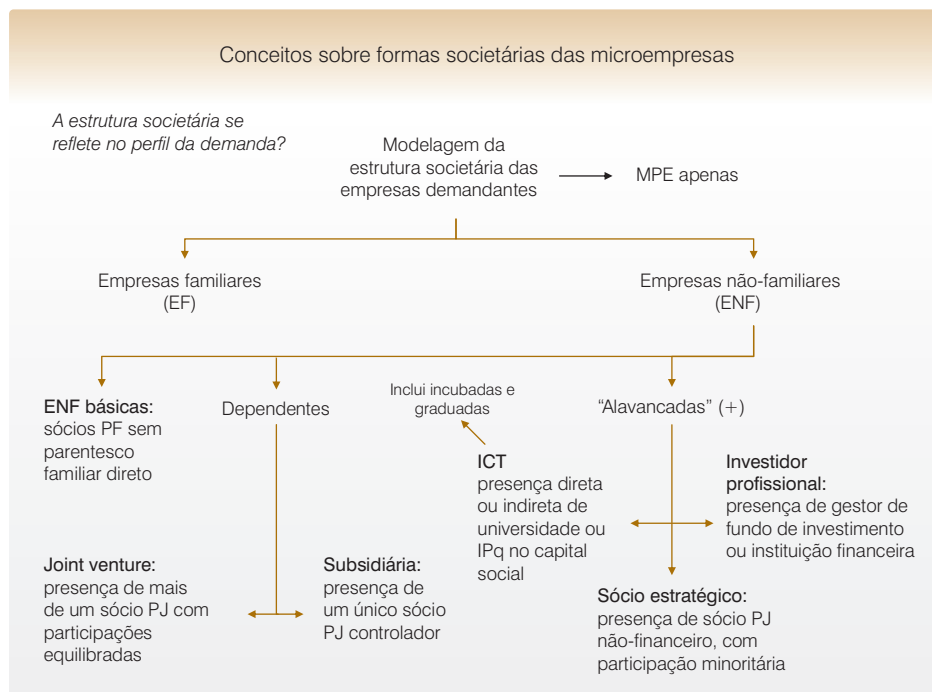 Conceitos sobre formas societárias das microempresas
A estrutura societária se
reflete no perfil da demanda?
Modelagem da
estrutura societária das
empresas demandantes
MPE apenas
Empresas familiares
(EF)
Empresas não-familiares
(ENF)
ENF básicas:
sócios PF sem
parentesco
familiar direto
Dependentes
Inclui incubadas e
graduadas
“Alavancadas” (+)
ICT
presença direta
ou indireta de
universidade ou
IPq no capital
social
Investidor
profissional:
presença de gestor de
fundo de investimento
ou instituição financeira
Joint venture:
presença de mais
de um sócio PJ com
participações
equilibradas
Subsidiária:
presença de
um único sócio
PJ controlador
Sócio estratégico:
presença de sócio PJ
não-financeiro, com
participação minoritária